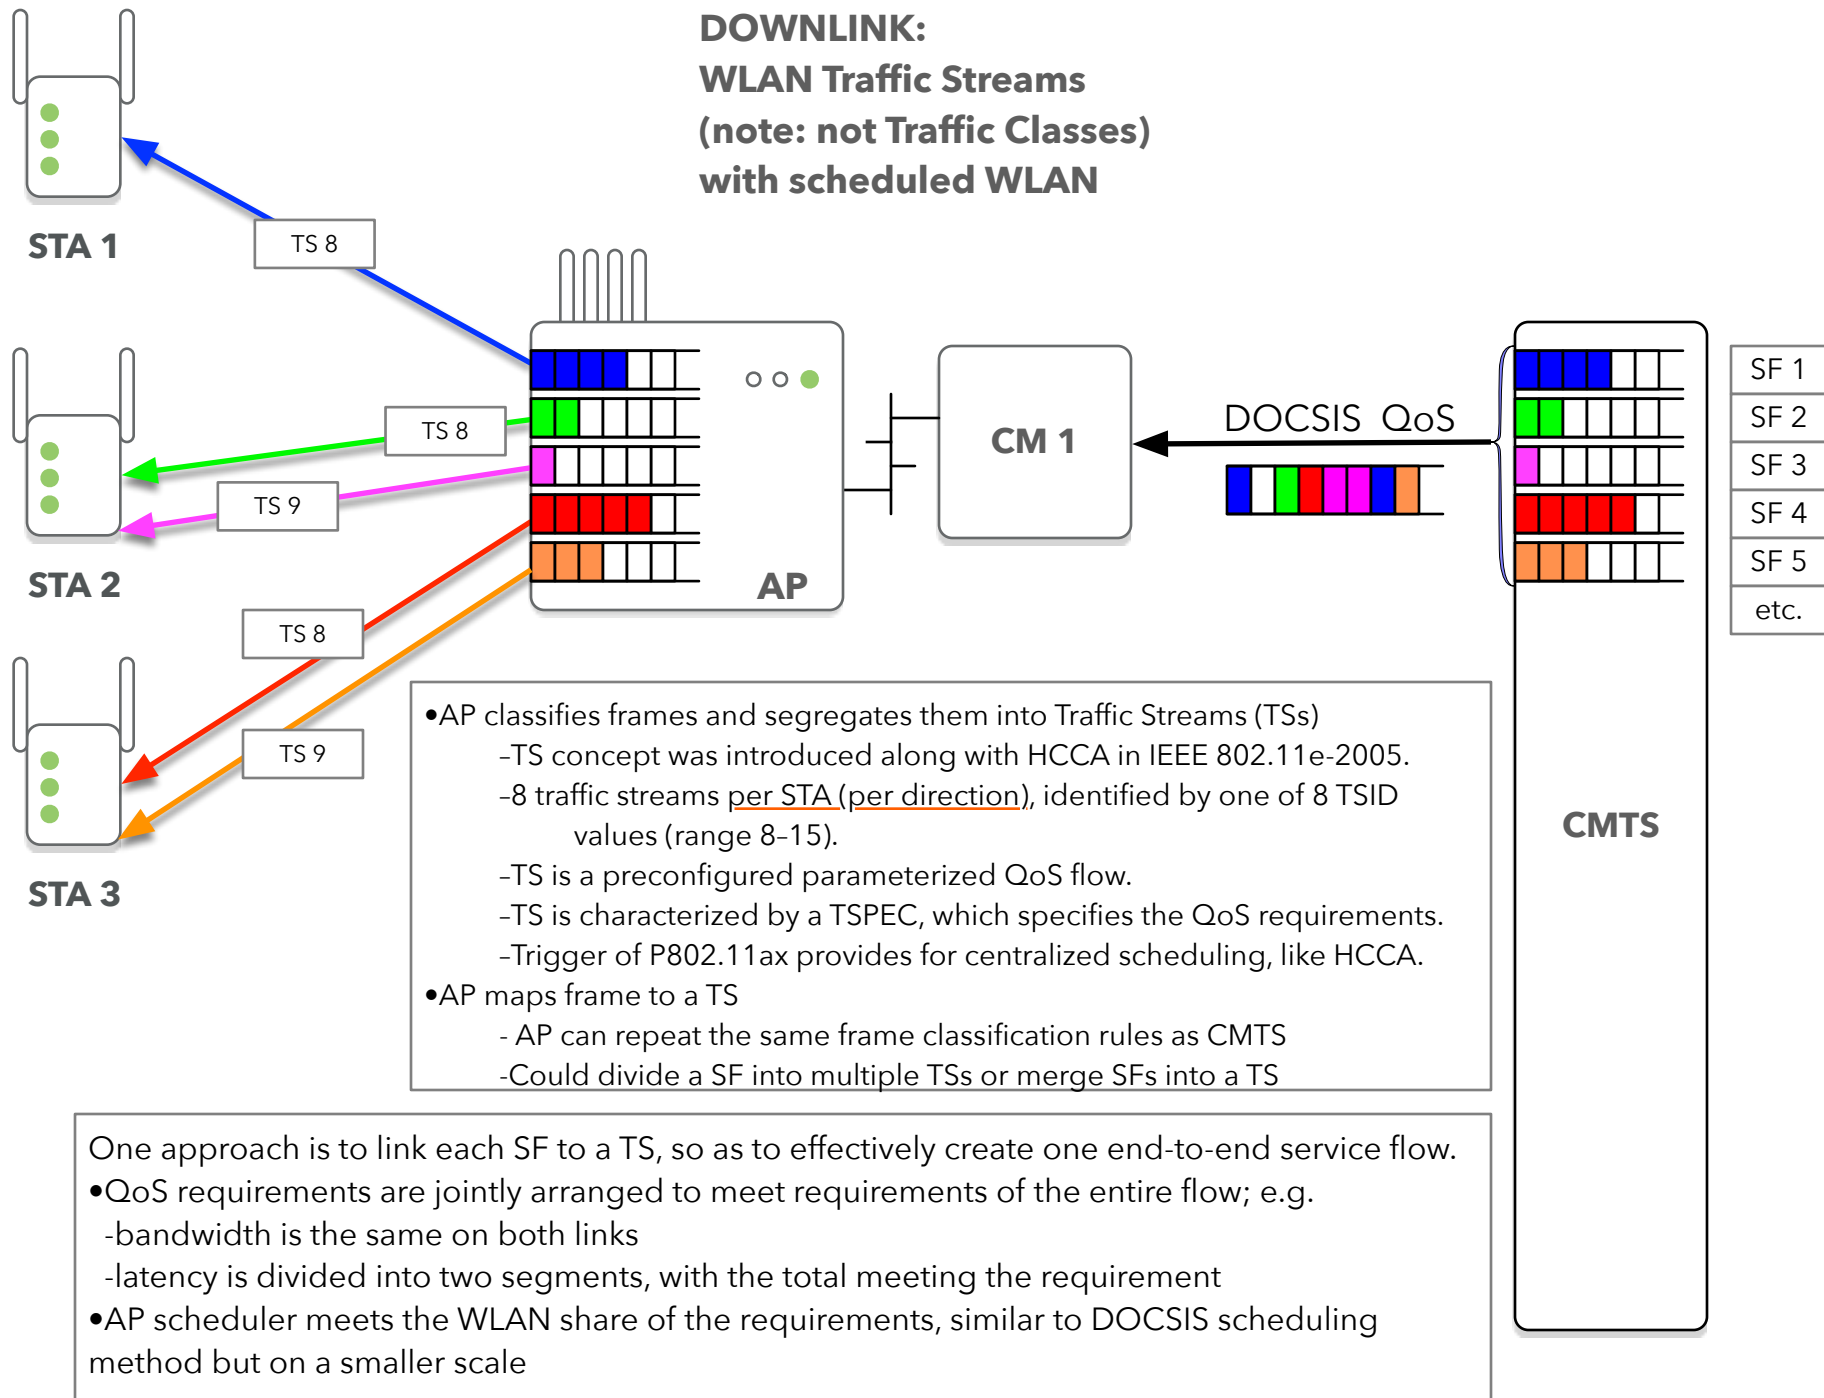 DOWNLINK:
WLAN Traffic Streams
(note: not Traffic Classes)
with scheduled WLAN
STA 1
TS 8
STA 2
TS 8
TS 9
STA 3
TS 8
TS 9
AP
CM 1
DOCSIS QoS
CMTS
SF 1
SF 2
SF 3
SF 4
SF 5
etc.
•AP classifies frames and segregates them into Traffic Streams (TSs)
–TS concept was introduced along with HCCA in IEEE 802.11e-2005.
–8 traffic streams per STA (per direction), identified by one of 8 TSID
values (range 8–15).
–TS is a preconfigured parameterized QoS flow.
–TS is characterized by a TSPEC, which specifies the QoS requirements.
–Trigger of P802.11ax provides for centralized scheduling, like HCCA.
•AP maps frame to a TS
- AP can repeat the same frame classification rules as CMTS
-Could divide a SF into multiple TSs or merge SFs into a TS
One approach is to link each SF to a TS, so as to effectively create one end-to-end service flow.
•QoS requirements are jointly arranged to meet requirements of the entire flow; e.g.
-bandwidth is the same on both links
-latency is divided into two segments, with the total meeting the requirement
•AP scheduler meets the WLAN share of the requirements, similar to DOCSIS scheduling
method but on a smaller scale